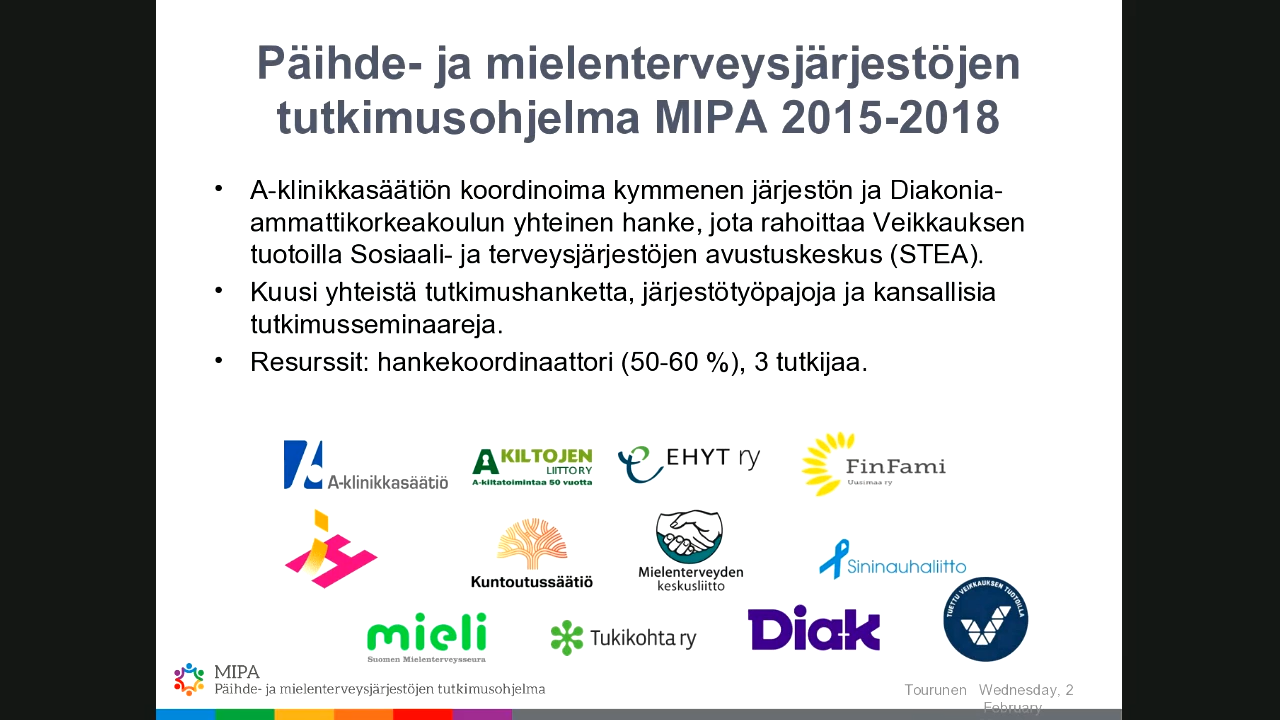 Päihde- ja mielenterveysjärjestöjen
tutkimusohjelma MIPA 2015-2018
• A-klinikkasäätiön koordinoima kymmenen järjestön ja Diakonia-
ammattikorkeakoulun yhteinen hanke, jota rahoittaa Veikkauksen
tuotoilla Sosiaali- ja terveysjärjestöjen avustuskeskus (STEA).
• Kuusi yhteistä tutkimushanketta, järjestötyöpajoja ja kansallisia
tutkimusseminaareja.
• Resurssit: hankekoordinaattori (50-60 %), 3 tutkijaa.
A-klinikkasäätiö
A KILTOJEN
LIITTO RY
A-kiltatoimintaa 50 vuotta
EHYT ry
FinFami
Uusimaa ry
Kuntoutussäätiö
Mielenterveyden
keskusliitto
Sininauhaliitto
mieli
Suomen Mielenterveysseura
Tukikohta ry
Diak
TUETTU VEIKKAUKSEN TUOTOILLA
MIPA
Päihde- ja mielenterveysjärjestöjen tutkimusohjelma
Tourunen Wednesday, 2
February